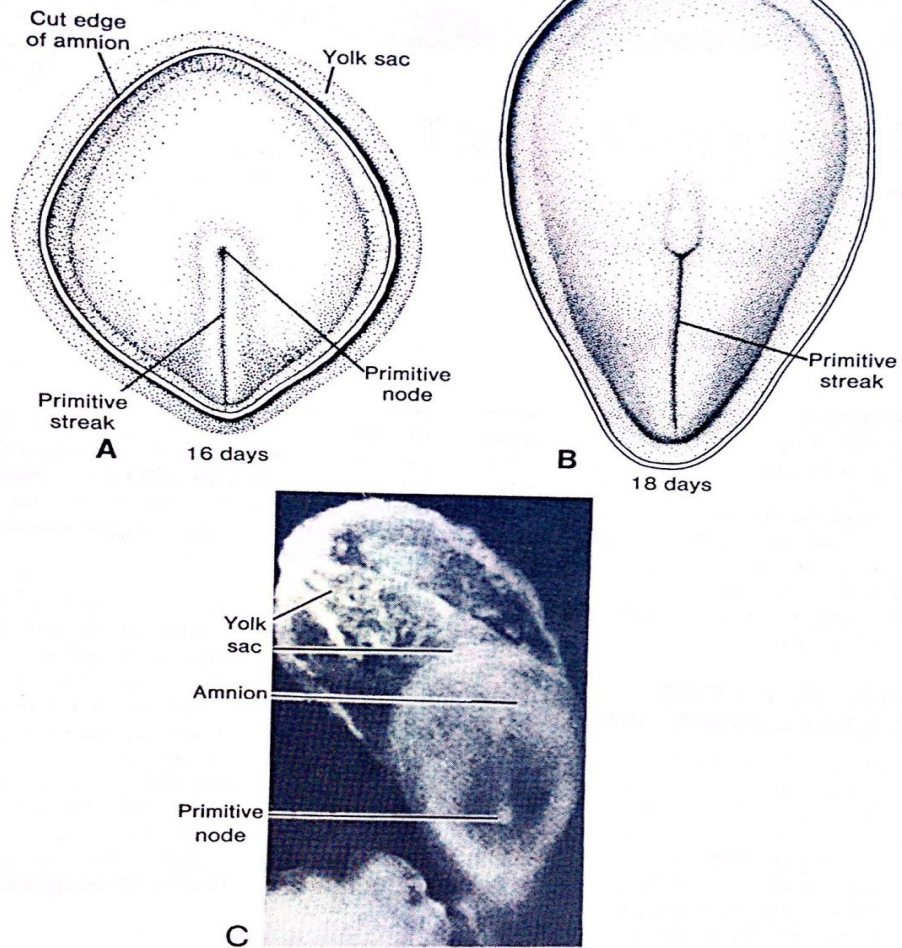 Cut edge
of amnion
Yolk sac
Primitive
streak
Primitive
node
A
16 days
Primitive
streak
B
18 days
Yolk
sac
Amnion
Primitive
node
C